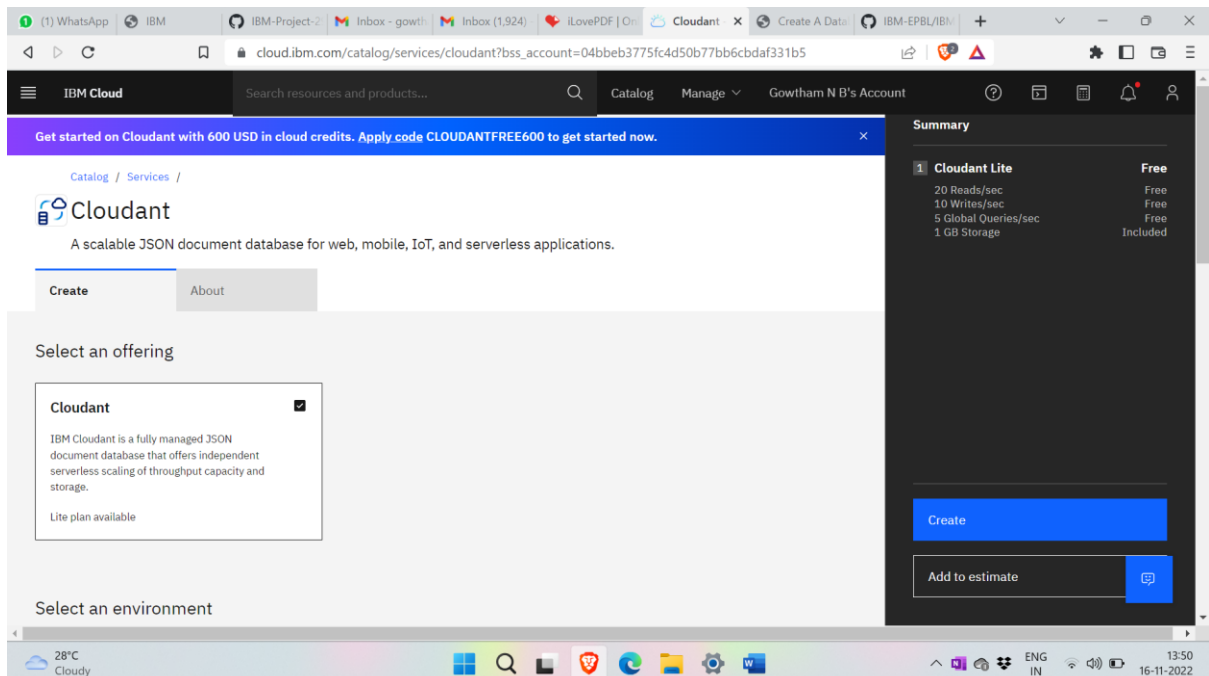 (1) WhatsApp
IBM
IBM-Project-2
Inbox - gowth
Inbox (1,924) -
iLovePDF | On
Cloudant -
Create A Data
IBM-EPBL/IBM
cloud.ibm.com/catalog/services/cloudant?bss_account=04bbeb3775fc4d50b77bb6cbdaf331b5
IBM Cloud
Search resources and products...
Catalog
Manage
Gowtham N B's Account
Get started on Cloudant with 600 USD in cloud credits. Apply code CLOUDANTFREE600 to get started now.
Catalog / Services /
Cloudant
A scalable JSON document database for web, mobile, IoT, and serverless applications.
Create
About
Select an offering
Cloudant
IBM Cloudant is a fully managed JSON
document database that offers independent
serverless scaling of throughput capacity and
storage.
Lite plan available
Select an environment
Summary
1 Cloudant Lite Free
20 Reads/sec Free
10 Writes/sec Free
5 Global Queries/sec Free
1 GB Storage Included
Create
Add to estimate
28°C
Cloudy
ENG
IN
13:50
16-11-2022